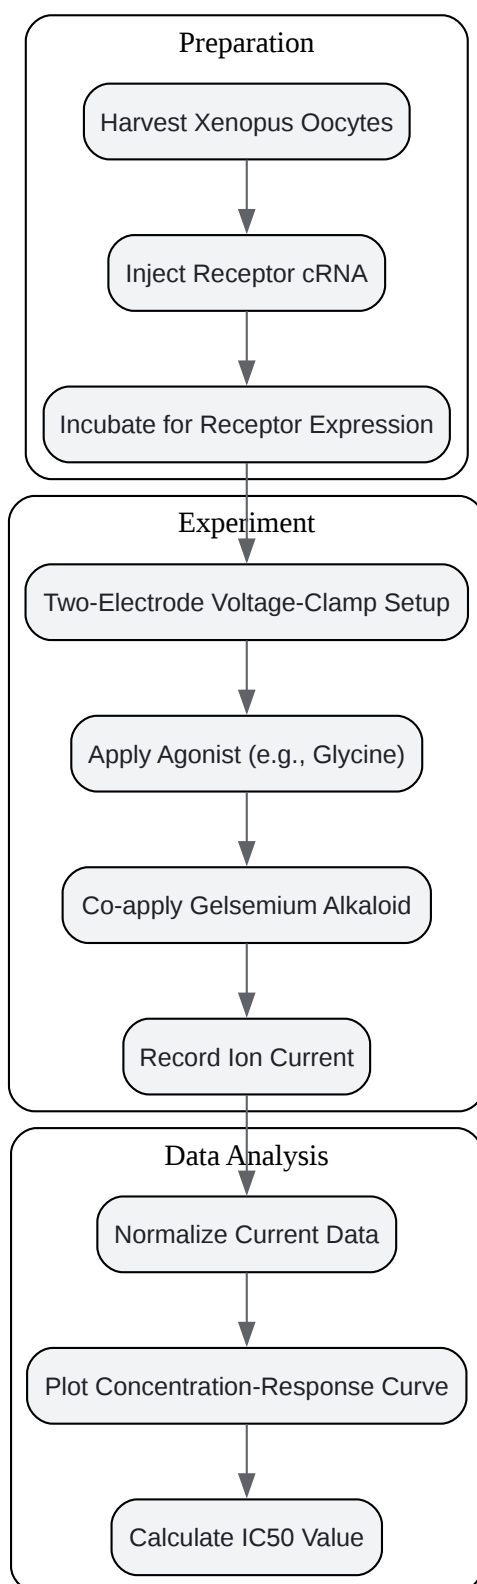 Preparation
Harvest Xenopus Oocytes
Inject Receptor cRNA
Incubate for Receptor Expression
Experiment
Two-Electrode Voltage-Clamp Setup
Apply Agonist (e.g., Glycine)
Co-apply Gelsemium Alkaloid
Record Ion Current
Data Analysis
Normalize Current Data
Plot Concentration-Response Curve
Calculate IC50 Value